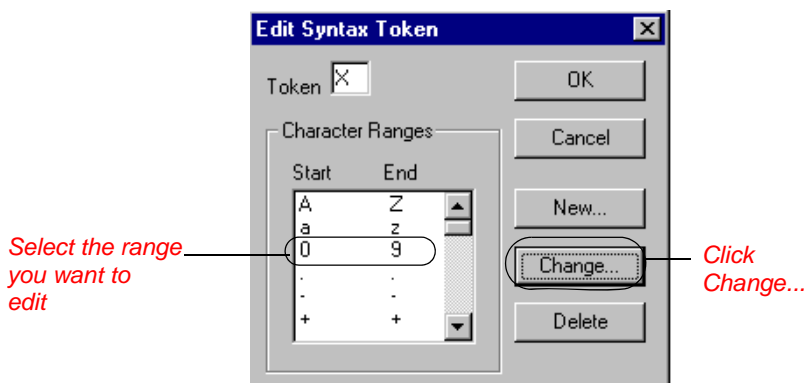 Edit Syntax Token
Token X
OK
Character Ranges
Cancel
Start End
A Z
New...
a z
0 9
Select the range
you want to
edit
Change...
Click
Change...
. .
- -
+ +
Delete